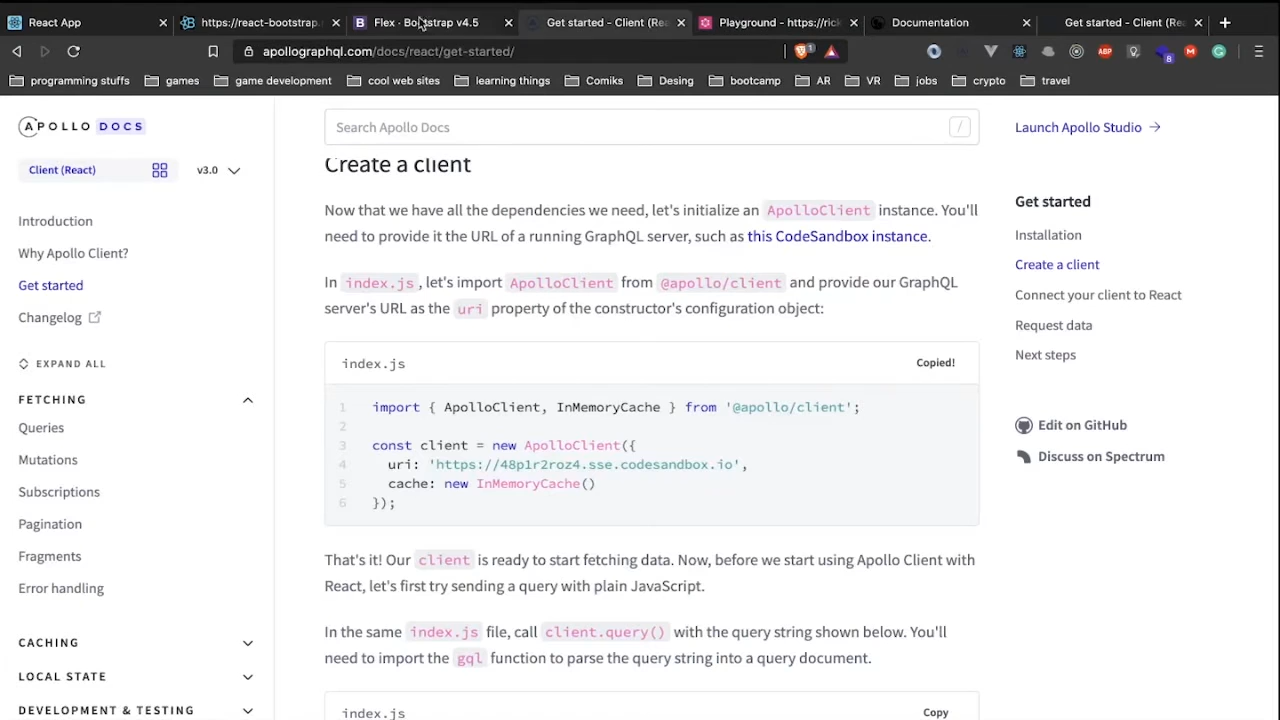 React App
https://react-bootstrap.
Flex · Bootstrap v4.5
Get started - Client (Rea
Playground - https://rick
Documentation
Get started - Client (Reac
apollographql.com/docs/react/get-started/
1
ABP
8
M
G
programming stuffs
games
game development
cool web sites
learning things
Comiks
Desing
bootcamp
AR
VR
jobs
crypto
travel
APOLLO DOCS
Client (React)
v3.0
Introduction
Why Apollo Client?
Get started
Changelog
EXPAND ALL
FETCHING
Queries
Mutations
Subscriptions
Pagination
Fragments
Error handling
CACHING
LOCAL STATE
DEVELOPMENT & TESTING
Search Apollo Docs
/
Launch Apollo Studio
Create a client
Now that we have all the dependencies we need, let's initialize an ApolloClient instance. You'll
need to provide it the URL of a running GraphQL server, such as this CodeSandbox instance.
In index.js, let's import ApolloClient from @apollo/client and provide our GraphQL
server's URL as the uri property of the constructor's configuration object:
index.js
Copied!
1 import { ApolloClient, InMemoryCache } from '@apollo/client';
2
3 const client = new ApolloClient({
4 uri: 'https://48p1r2roz4.sse.codesandbox.io',
5 cache: new InMemoryCache()
6 });
That's it! Our client is ready to start fetching data. Now, before we start using Apollo Client with
React, let's first try sending a query with plain JavaScript.
In the same index.js file, call client.query() with the query string shown below. You'll
need to import the gql function to parse the query string into a query document.
index.js
Copy
Get started
Installation
Create a client
Connect your client to React
Request data
Next steps
Edit on GitHub
Discuss on Spectrum